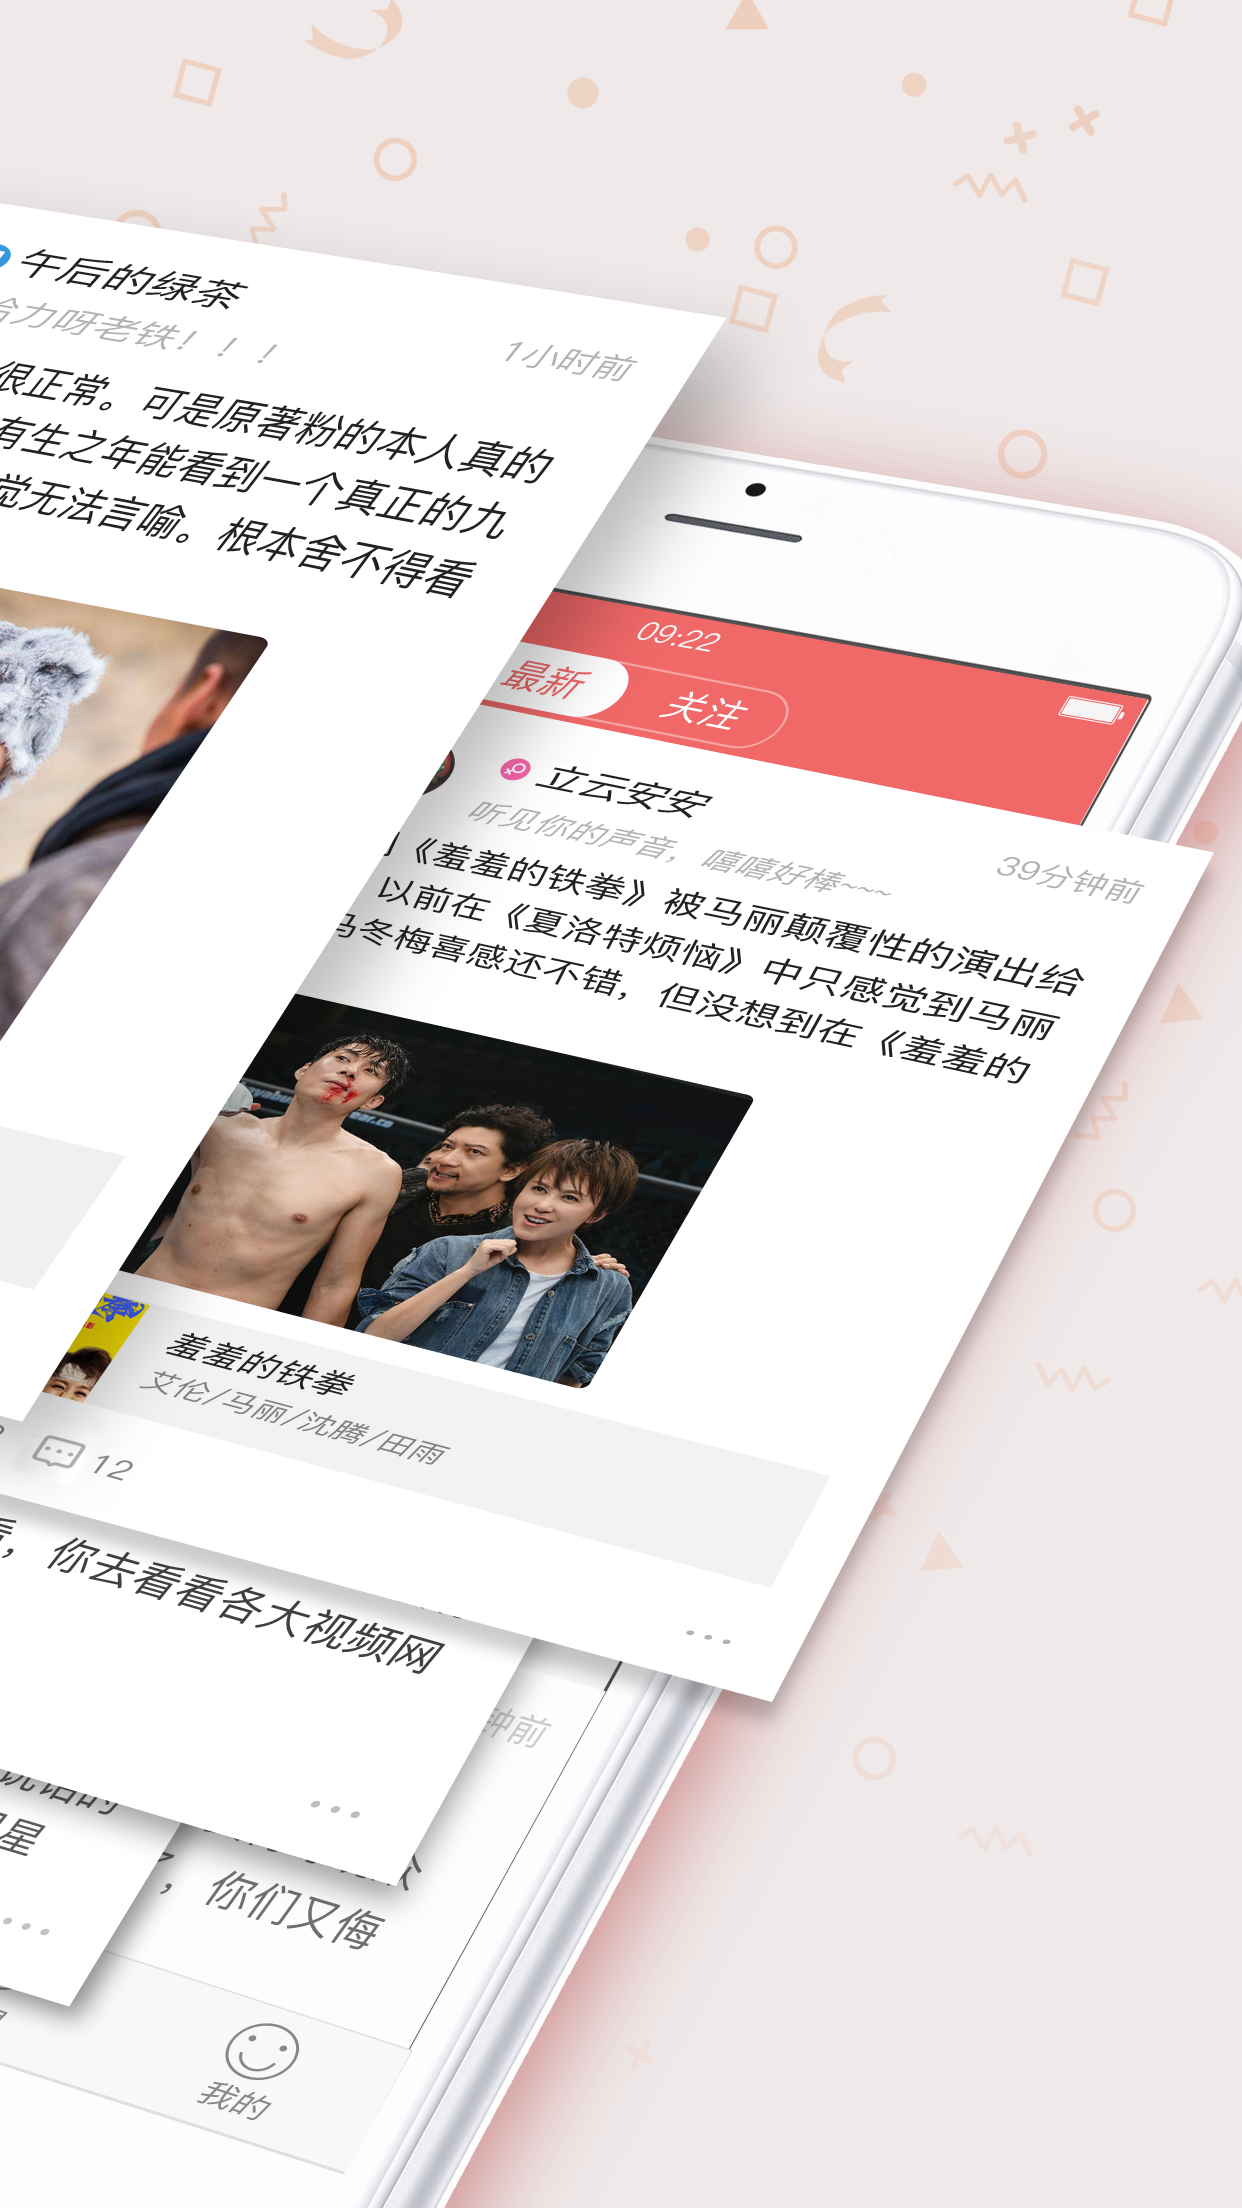 午后的绿茶
给力呀老铁！！！
1小时前
很正常。可是原著粉的本人真的
有生之年能看到一个真正的九
觉无法言喻。根本舍不得看
09:22
最新
关注
立云安安
听见你的声音，嘻嘻好棒~~~
39分钟前
《羞羞的铁拳》被马丽颠覆性的演出给
以前在《夏洛特烦恼》中只感觉到马丽
马冬梅喜感还不错，但没想到在《羞羞的
羞羞的铁拳
艾伦/马丽/沈腾/田雨
12
，你去看看各大视频网
钟前
说话的
星
，你们又侮
我的